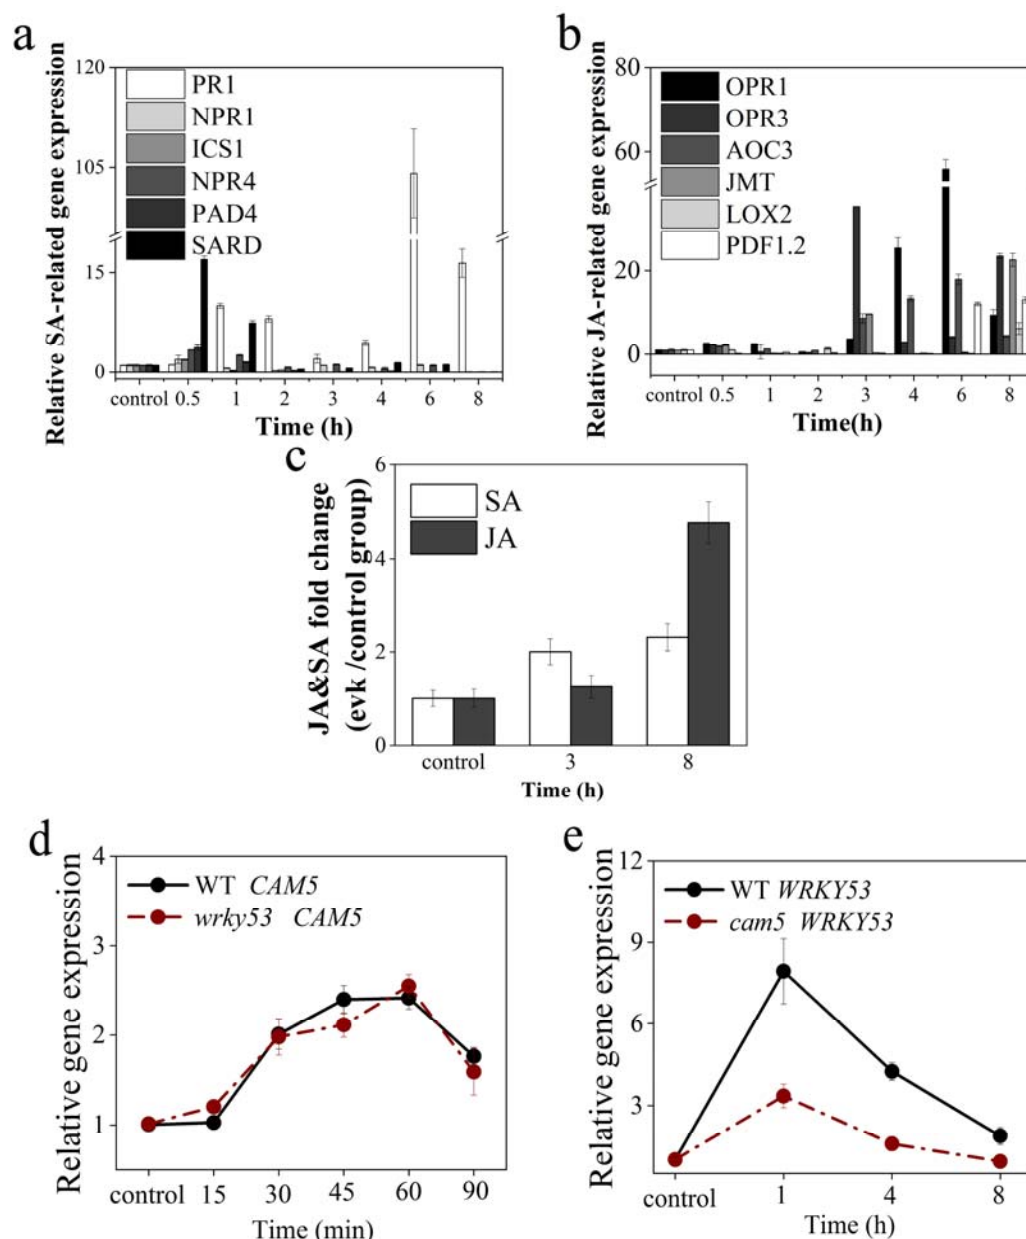 a
Relative SA-related gene expression
120
105
15
0
PR1
NPR1
ICS1
NPR4
PAD4
SARD
control 0.5 1 2 3 4 6 8
Time (h)
b
Relative JA-related gene expression
80
60
20
0
OPR1
OPR3
AOC3
JMT
LOX2
PDF1.2
control 0.5 1 2 3 4 6 8
Time(h)
c
JA&SA fold change
(evk /control group)
6
4
2
0
SA
JA
control 3 8
Time (h)
d
Relative gene expression
4
3
2
1
WT CAM5
wrky53 CAM5
control 15 30 45 60 90
Time (min)
e
Relative gene expression
12
9
6
3
WT WRKY53
cam5 WRKY53
control 1 4 8
Time (h)